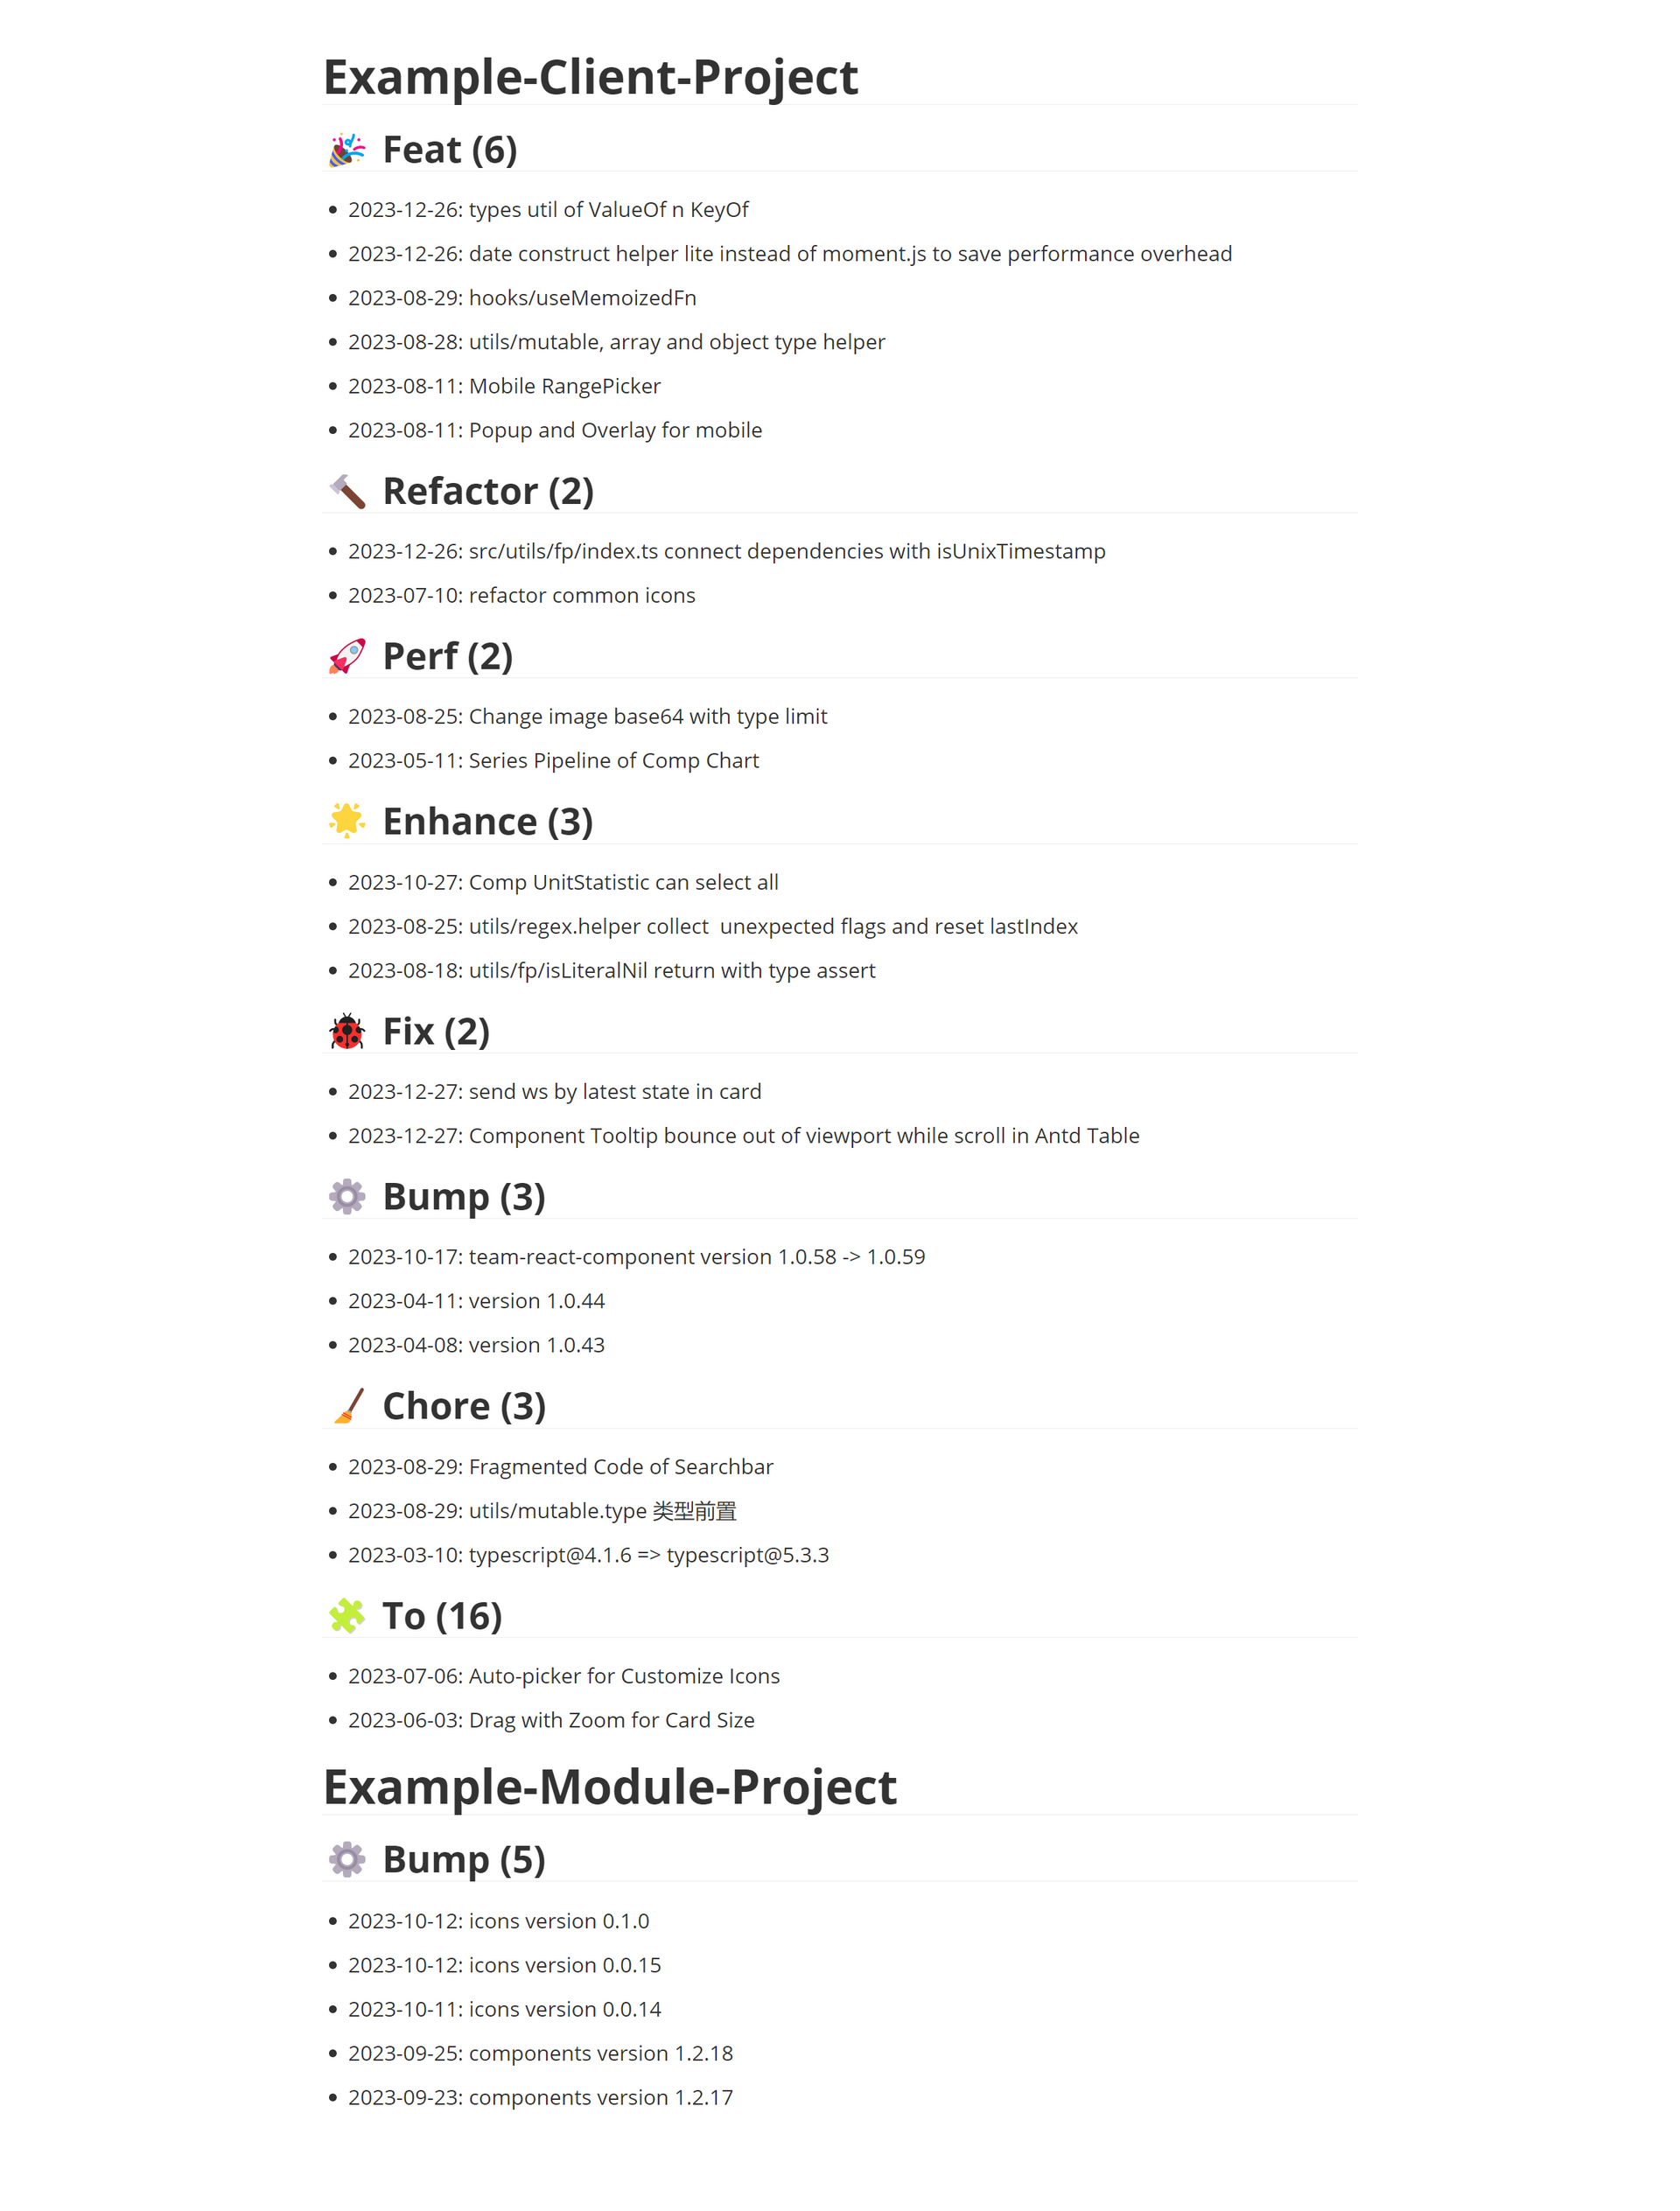 Example-Client-Project
🎉 Feat (6)
• 2023-12-26: types util of ValueOf n KeyOf
• 2023-12-26: date construct helper lite instead of moment.js to save performance overhead
• 2023-08-29: hooks/useMemoizedFn
• 2023-08-28: utils/mutable, array and object type helper
• 2023-08-11: Mobile RangePicker
• 2023-08-11: Popup and Overlay for mobile
🔨 Refactor (2)
• 2023-12-26: src/utils/fp/index.ts connect dependencies with isUnixTimestamp
• 2023-07-10: refactor common icons
🚀 Perf (2)
• 2023-08-25: Change image base64 with type limit
• 2023-05-11: Series Pipeline of Comp Chart
🌟 Enhance (3)
• 2023-10-27: Comp UnitStatistic can select all
• 2023-08-25: utils/regex.helper collect  unexpected flags and reset lastIndex
• 2023-08-18: utils/fp/isLiteralNil return with type assert
🐞 Fix (2)
• 2023-12-27: send ws by latest state in card
• 2023-12-27: Component Tooltip bounce out of viewport while scroll in Antd Table
⚙️ Bump (3)
• 2023-10-17: team-react-component version 1.0.58 -> 1.0.59
• 2023-04-11: version 1.0.44
• 2023-04-08: version 1.0.43
🧹 Chore (3)
• 2023-08-29: Fragmented Code of Searchbar
• 2023-08-29: utils/mutable.type 类型前置
• 2023-03-10: typescript@4.1.6 => typescript@5.3.3
🧩 To (16)
• 2023-07-06: Auto-picker for Customize Icons
• 2023-06-03: Drag with Zoom for Card Size
Example-Module-Project
⚙️ Bump (5)
• 2023-10-12: icons version 0.1.0
• 2023-10-12: icons version 0.0.15
• 2023-10-11: icons version 0.0.14
• 2023-09-25: components version 1.2.18
• 2023-09-23: components version 1.2.17